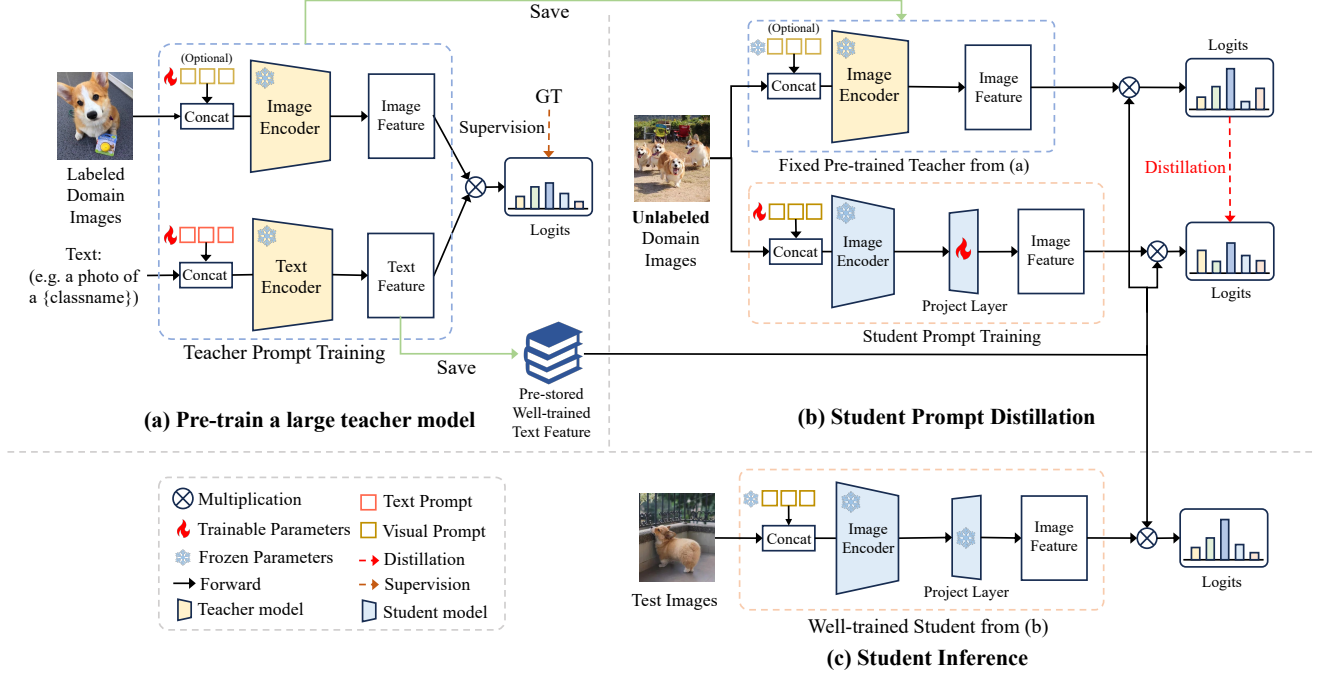 Save
(Optional)
Concat
Image
Encoder
Image
Feature
Labeled
Domain
Images
GT
Supervision
Logits
Text:
(e.g. a photo of
a {classname})
Concat
Text
Encoder
Text
Feature
Teacher Prompt Training
Save
Pre-stored
Well-trained
Text Feature
(a) Pre-train a large teacher model
(Optional)
Concat
Image
Encoder
Image
Feature
Logits
Fixed Pre-trained Teacher from (a)
Distillation
Unlabeled
Domain
Images
Concat
Image
Encoder
Project Layer
Image
Feature
Logits
Student Prompt Training
(b) Student Prompt Distillation
Multiplication
Trainable Parameters
Frozen Parameters
Forward
Teacher model
Text Prompt
Visual Prompt
Distillation
Supervision
Student model
Test Images
Concat
Image
Encoder
Project Layer
Image
Feature
Logits
Well-trained Student from (b)
(c) Student Inference